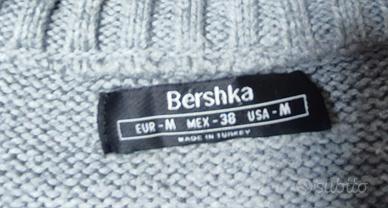 Bershka
EUR-M MEX-38 USA-M
MADE IN TURKEY
subito